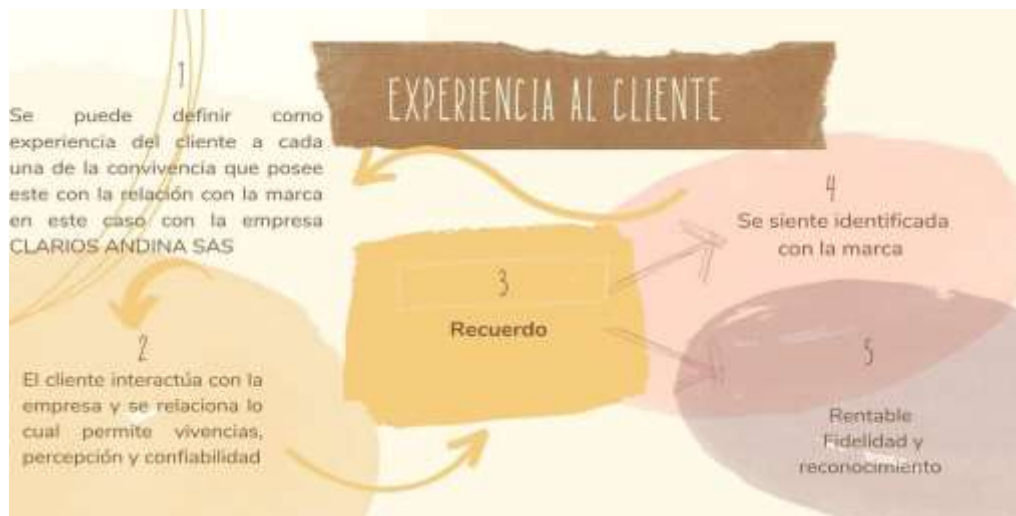 EXPERIENCIA AL CLIENTE
1
Se puede definir como
experiencia del cliente a cada
una de la convivencia que posee
este con la relación con la marca
en este caso con la empresa
CLARIOS ANDINA SAS
2
El cliente interactúa con la
empresa y se relaciona lo
cual permite vivencias,
percepción y confiabilidad
3
Recuerdo
4
Se siente identificada
con la marca
5
Rentable
Fidelidad y
reconocimiento